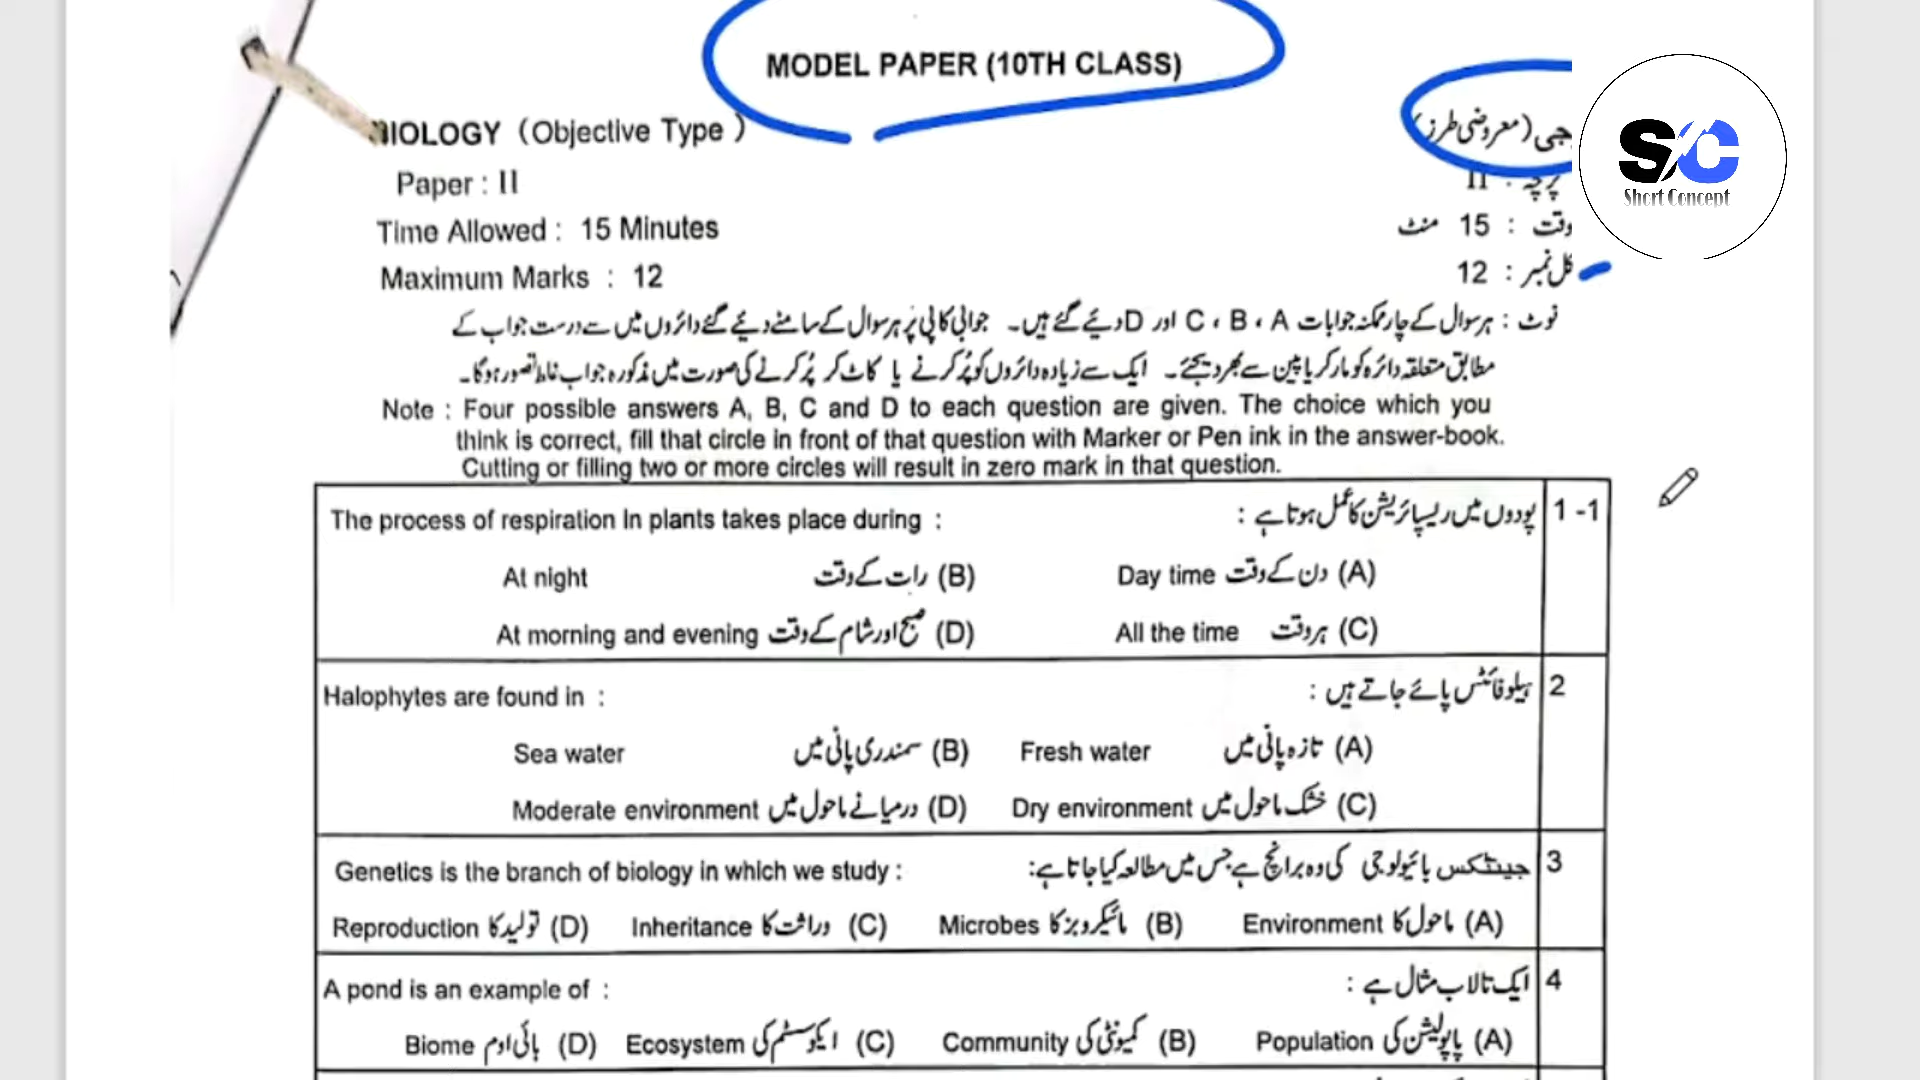 MODEL PAPER (10TH CLASS)
BIOLOGY (Objective Type)
جی (معروضی طرز)
Paper : II
پرچہ : II
Time Allowed : 15 Minutes
وقت : 15 منٹ
Maximum Marks : 12
کل نمبر : 12
SC
Short Concept
نوٹ : ہر سوال کے چار ممکنہ جوابات A ، B ، C اور D دیئے گئے ہیں۔ جوابی کاپی پر ہر سوال کے سامنے دیئے گئے دائروں میں سے درست جواب کے
مطابق متعلقہ دائرہ کو مارکر یا پین سے بھر دیجئے۔ ایک سے زیادہ دائروں کو پُر کرنے یا کاٹ کر پُر کرنے کی صورت میں مذکورہ جواب غلط تصور ہوگا۔
Note : Four possible answers A, B, C and D to each question are given. The choice which you
think is correct, fill that circle in front of that question with Marker or Pen ink in the answer-book.
Cutting or filling two or more circles will result in zero mark in that question.
The process of respiration In plants takes place during : پودوں میں ریسپائریشن کا عمل ہوتا ہے : 1 -1
At night رات کے وقت (B) Day time دن کے وقت (A)
At morning and evening صبح اور شام کے وقت (D) All the time ہر وقت (C)
Halophytes are found in : ہیلوفائٹس پائے جاتے ہیں : 2
Sea water سمندری پانی میں (B) Fresh water تازہ پانی میں (A)
Moderate environment درمیانے ماحول میں (D) Dry environment خشک ماحول میں (C)
Genetics is the branch of biology in which we study : جینٹکس بائیولوجی کی وہ برانچ ہے جس میں مطالعہ کیا جاتا ہے: 3
Reproduction تولید کا (D) Inheritance وراثت کا (C) Microbes مائیکروبز کا (B) Environment ماحول کا (A)
A pond is an example of : ایک تالاب مثال ہے : 4
Biome بائی اوم (D) Ecosystem ایکوسسٹم کی (C) Community کمیونٹی کی (B) Population پاپولیشن کی (A)